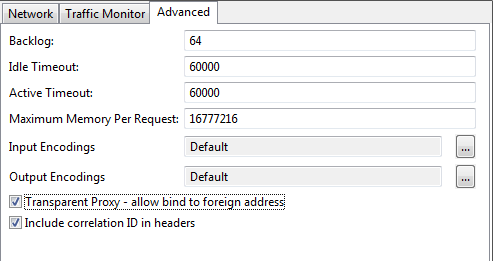 Network Traffic Monitor Advanced
Backlog: 64
Idle Timeout: 60000
Active Timeout: 60000
Maximum Memory Per Request: 16777216
Input Encodings Default ...
Output Encodings Default ...
Transparent Proxy - allow bind to foreign address
Include correlation ID in headers